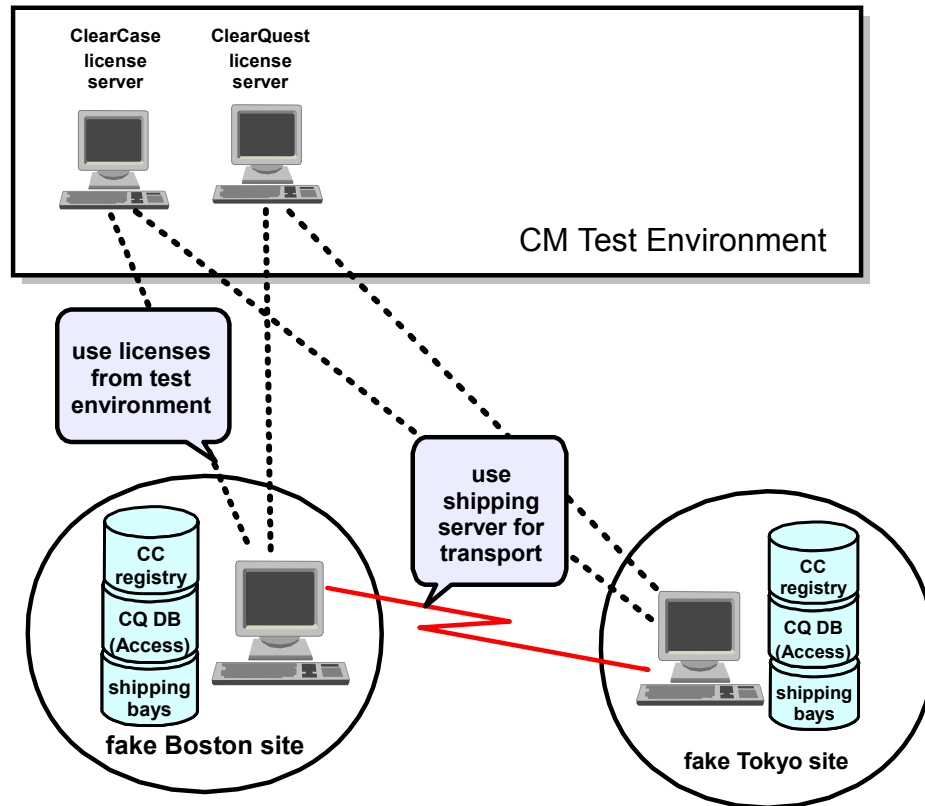 ClearCase
license
server
ClearQuest
license
server
CM Test Environment
use licenses
from test
environment
use
shipping
server for
transport
CC
registry
CQ DB
(Access)
shipping
bays
fake Boston site
CC
registry
CQ DB
(Access)
shipping
bays
fake Tokyo site